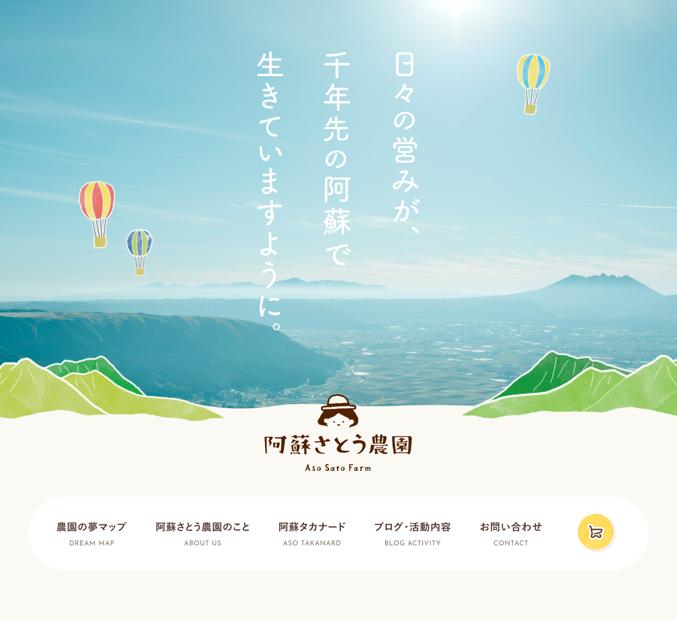 日々の営みが、
千年先の阿蘇で
生きていますように。
阿蘇さとう農園
Aso Sato Farm
農園の夢マップ
DREAM MAP
阿蘇さとう農園のこと
ABOUT US
阿蘇タカナード
ASO TAKANARD
ブログ・活動内容
BLOG ACTIVITY
お問い合わせ
CONTACT